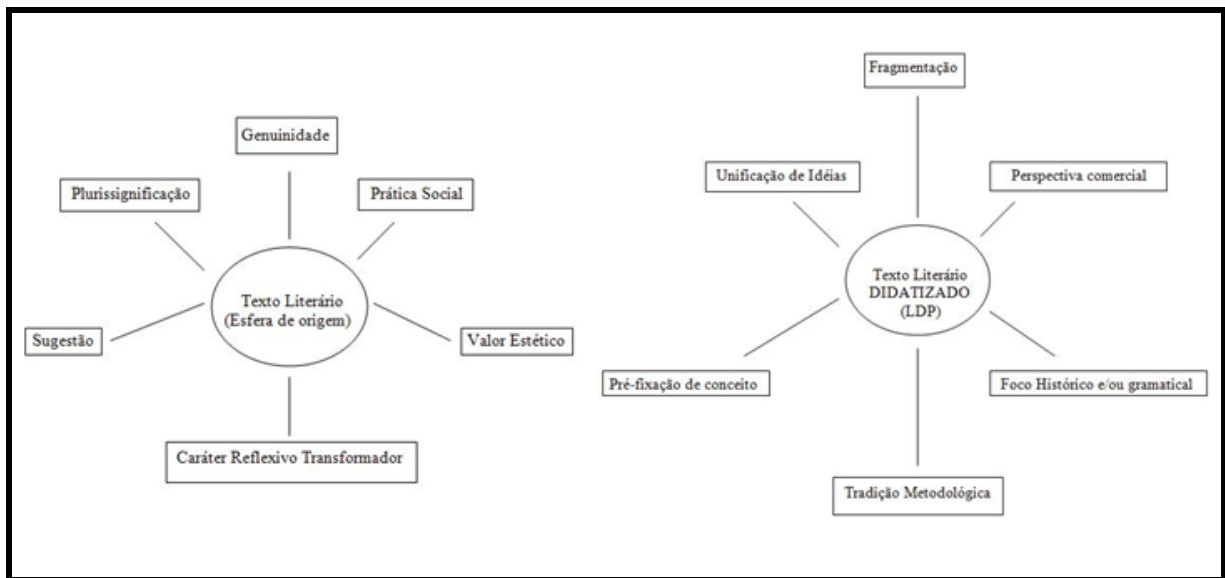 Genuinidade
Plurissignificação
Prática Social
Texto Literário
(Esfera de origem)
Sugestão
Valor Estético
Caráter Reflexivo Transformador
Fragmentação
Unificação de Idéias
Perspectiva comercial
Texto Literário
DIDATIZADO
(LDP)
Pré-fixação de conceito
Foco Histórico e/ou gramatical
Tradição Metodológica